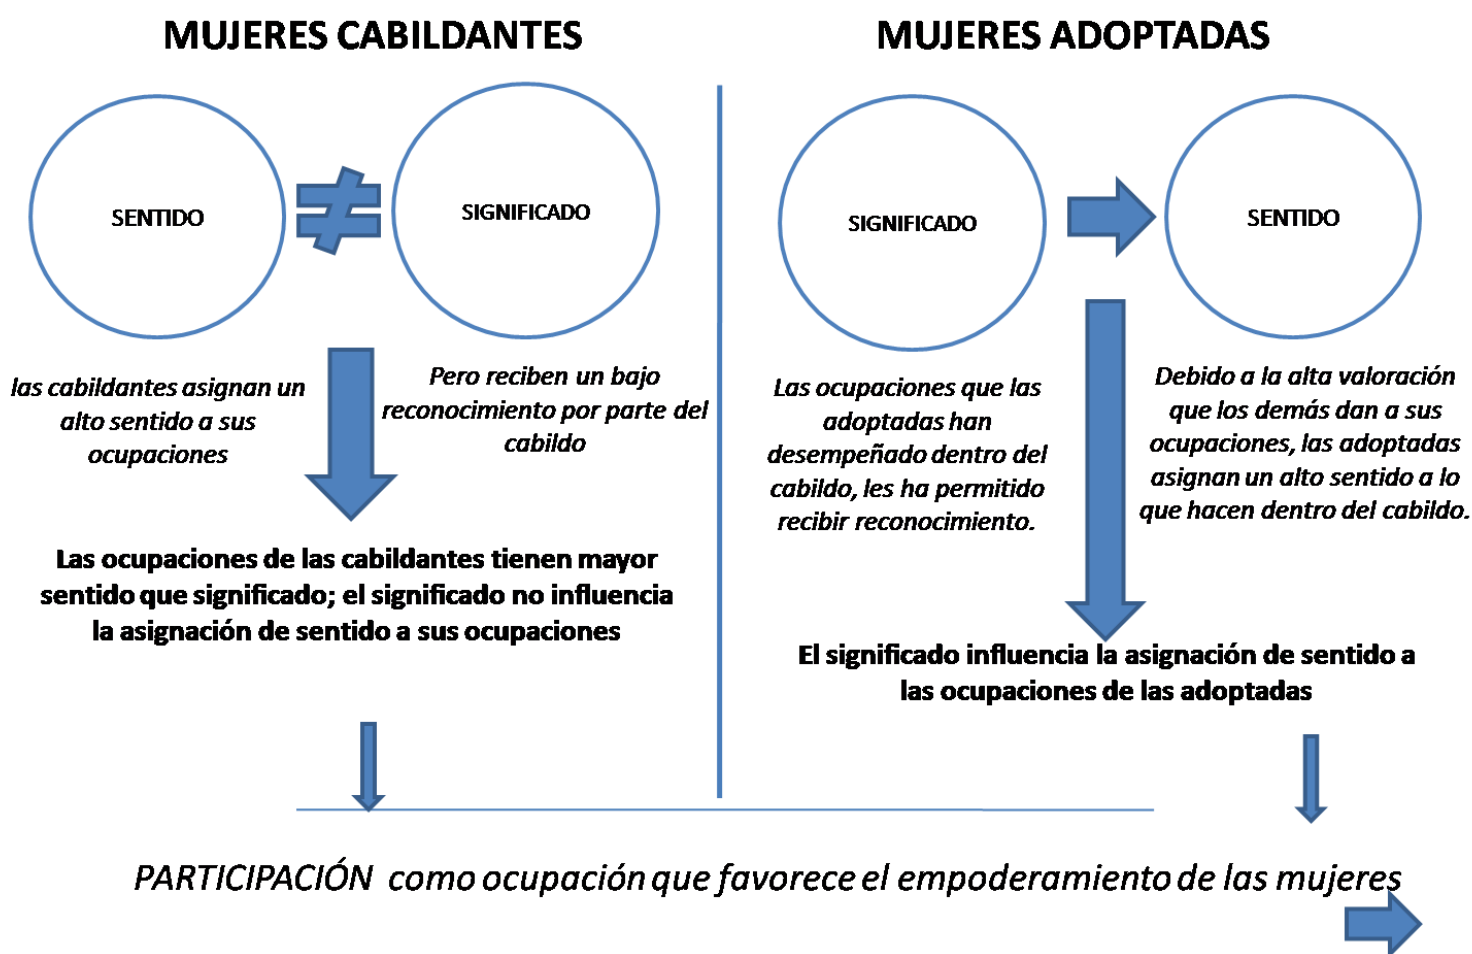 MUJERES CABILDANTES
SENTIDO
SIGNIFICADO
las cabildantes asignan un
alto sentido a sus
ocupaciones
Pero reciben un bajo
reconocimiento por parte del
cabildo
Las ocupaciones de las cabildantes tienen mayor
sentido que significado; el significado no influencia
la asignación de sentido a sus ocupaciones
MUJERES ADOPTADAS
SIGNIFICADO
SENTIDO
Las ocupaciones que las
adoptadas han
desempeñado dentro del
cabildo, les ha permitido
recibir reconocimiento.
Debido a la alta valoración
que los demás dan a sus
ocupaciones, las adoptadas
asignan un alto sentido a lo
que hacen dentro del cabildo.
El significado influencia la asignación de sentido a
las ocupaciones de las adoptadas
PARTICIPACIÓN como ocupación que favorece el empoderamiento de las mujeres